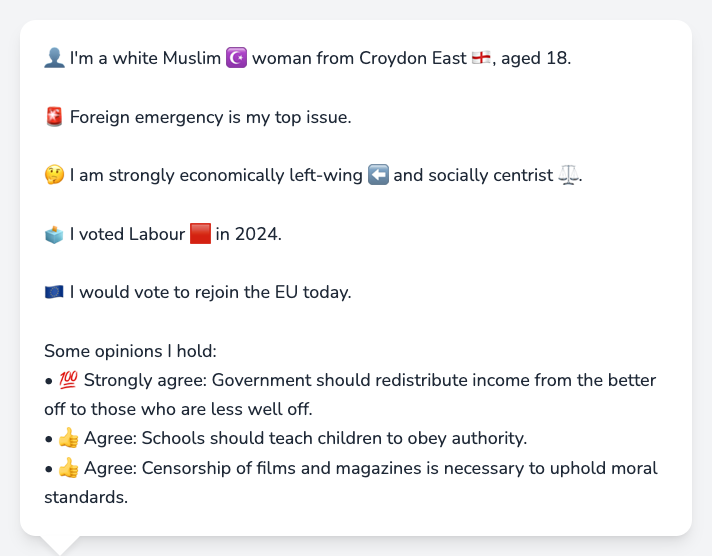 👤 I'm a white Muslim ☪️ woman from Croydon East 🏴󠁧󠁢󠁥󠁮󠁧󠁿, aged 18.
🚨 Foreign emergency is my top issue.
🤔 I am strongly economically left-wing ⬅️ and socially centrist ⚖️.
🗳️ I voted Labour 🟥 in 2024.
🇪🇺 I would vote to rejoin the EU today.
Some opinions I hold:
• 💯 Strongly agree: Government should redistribute income from the better
off to those who are less well off.
• 👍 Agree: Schools should teach children to obey authority.
• 👍 Agree: Censorship of films and magazines is necessary to uphold moral
standards.